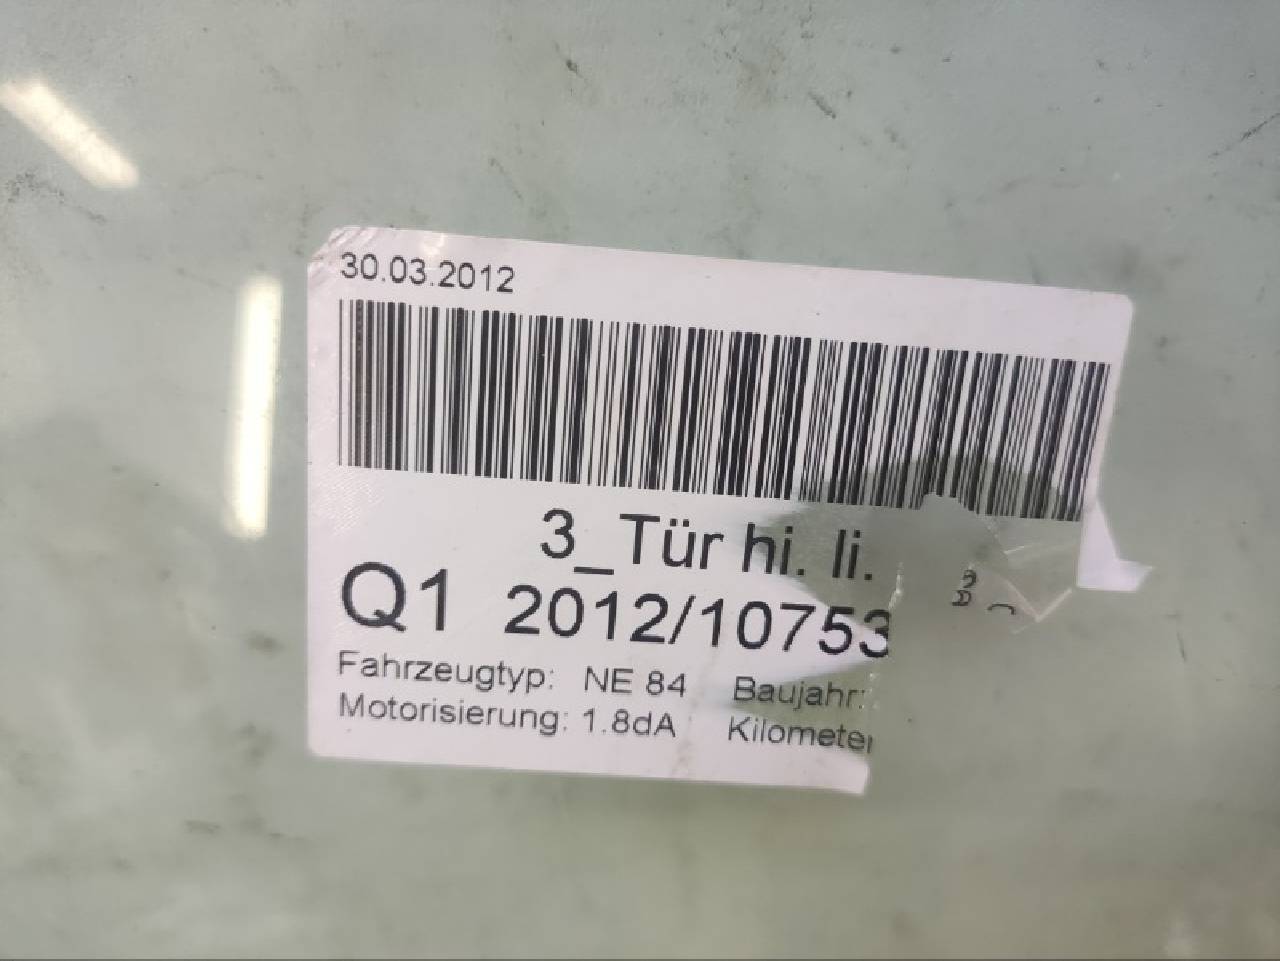 30.03.2012
3_Tür hi. li.
Q1 2012/10753
Fahrzeugtyp: NE 84 Baujahr:
Motorisierung: 1.8dA Kilometer